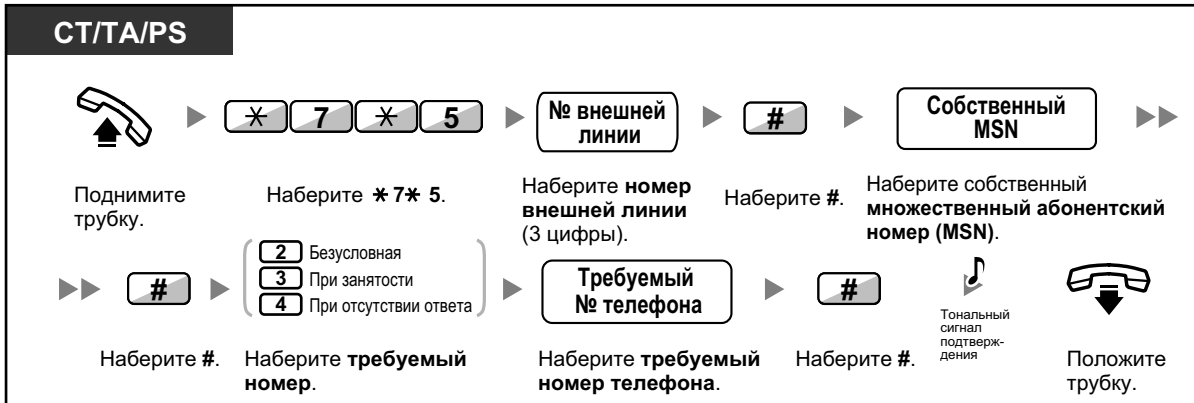 CT/TA/PS
✳ 7 ✳ 5
№ внешней
линии
#
Собственный
MSN
Поднимите
трубку.
Наберите ✳7✳ 5.
Наберите номер
внешней линии
(3 цифры).
Наберите #.
Наберите собственный
множественный абонентский
номер (MSN).
#
2 Безусловная
3 При занятости
4 При отсутствии ответа
Требуемый
№ телефона
#
Тональный
сигнал
подтверж-
дения
Наберите #.
Наберите требуемый
номер.
Наберите требуемый
номер телефона.
Наберите #.
Положите
трубку.